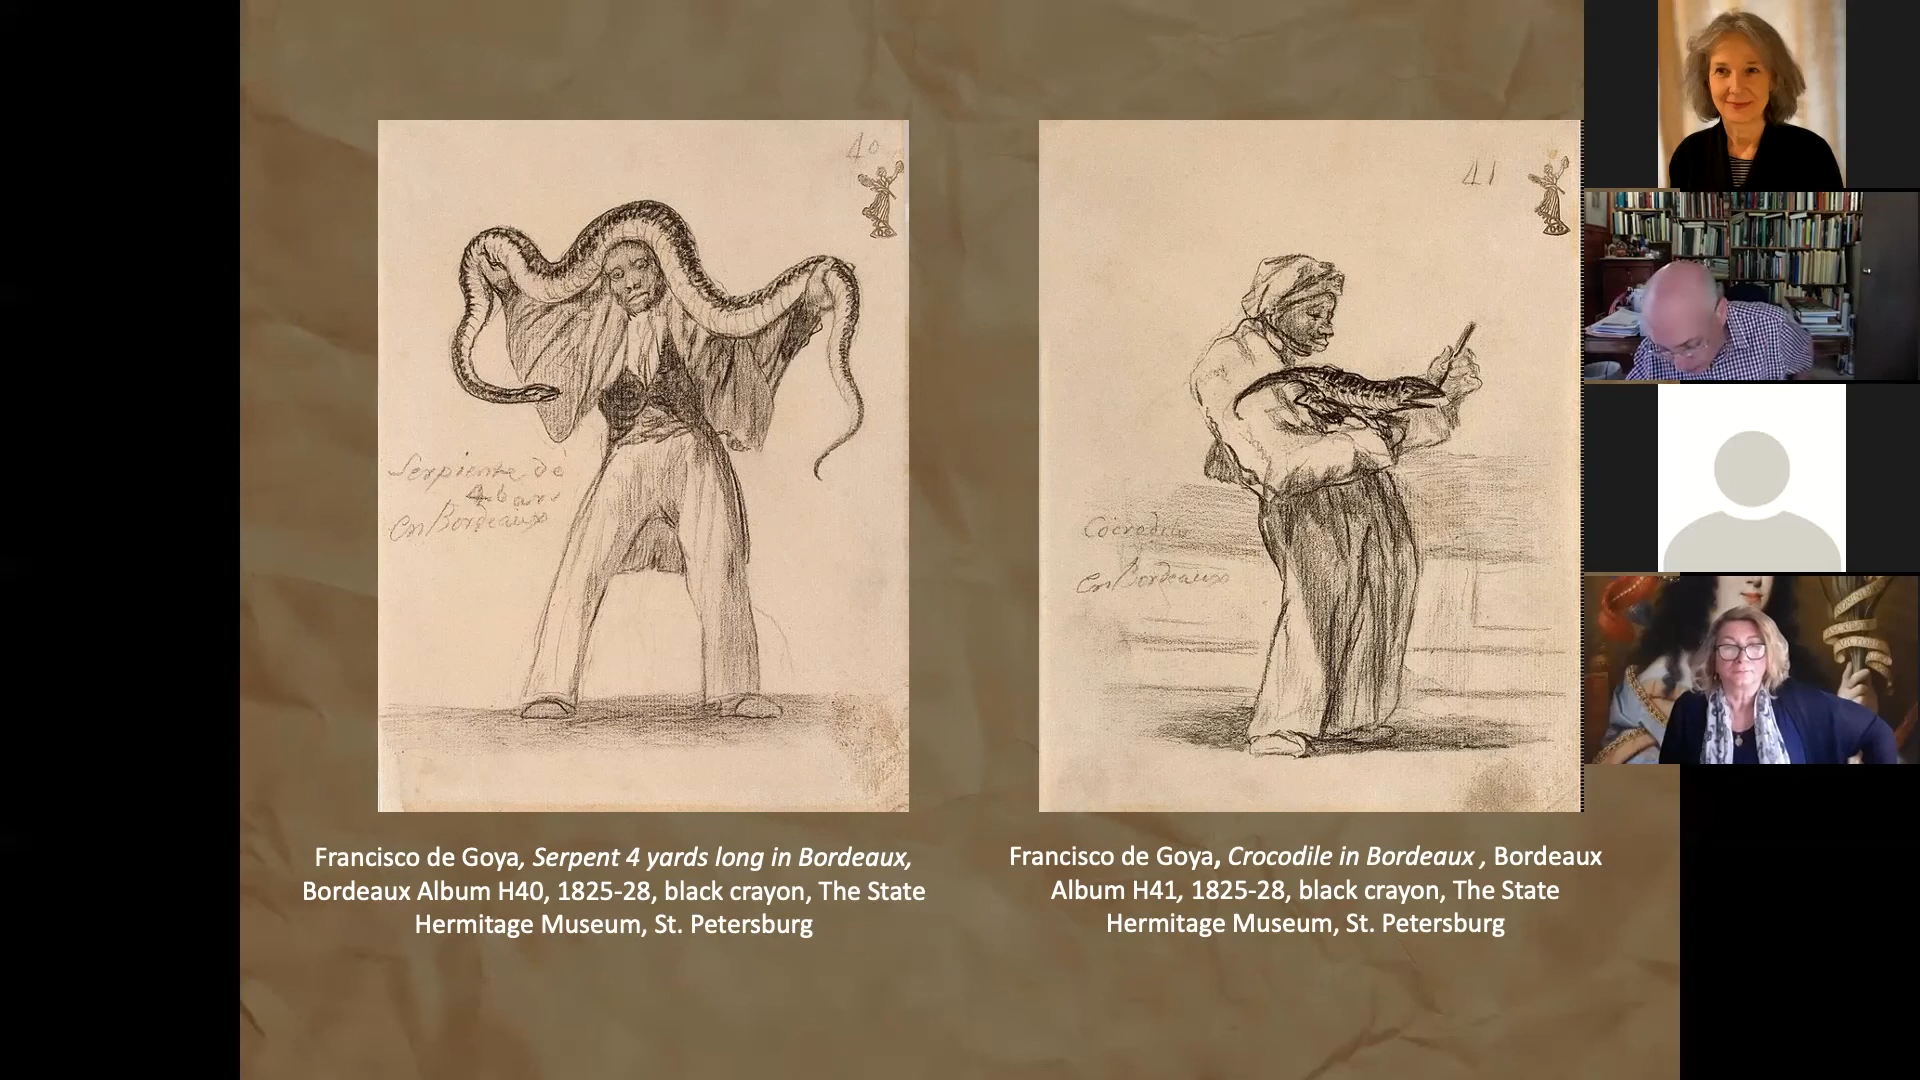 40
Serpiente de
4 bars
En Bordeaux
Francisco de Goya, Serpent 4 yards long in Bordeaux,
Bordeaux Album H40, 1825-28, black crayon, The State
Hermitage Museum, St. Petersburg
41
Cocrodilo
En Bordeaux
Francisco de Goya, Crocodile in Bordeaux , Bordeaux
Album H41, 1825-28, black crayon, The State
Hermitage Museum, St. Petersburg